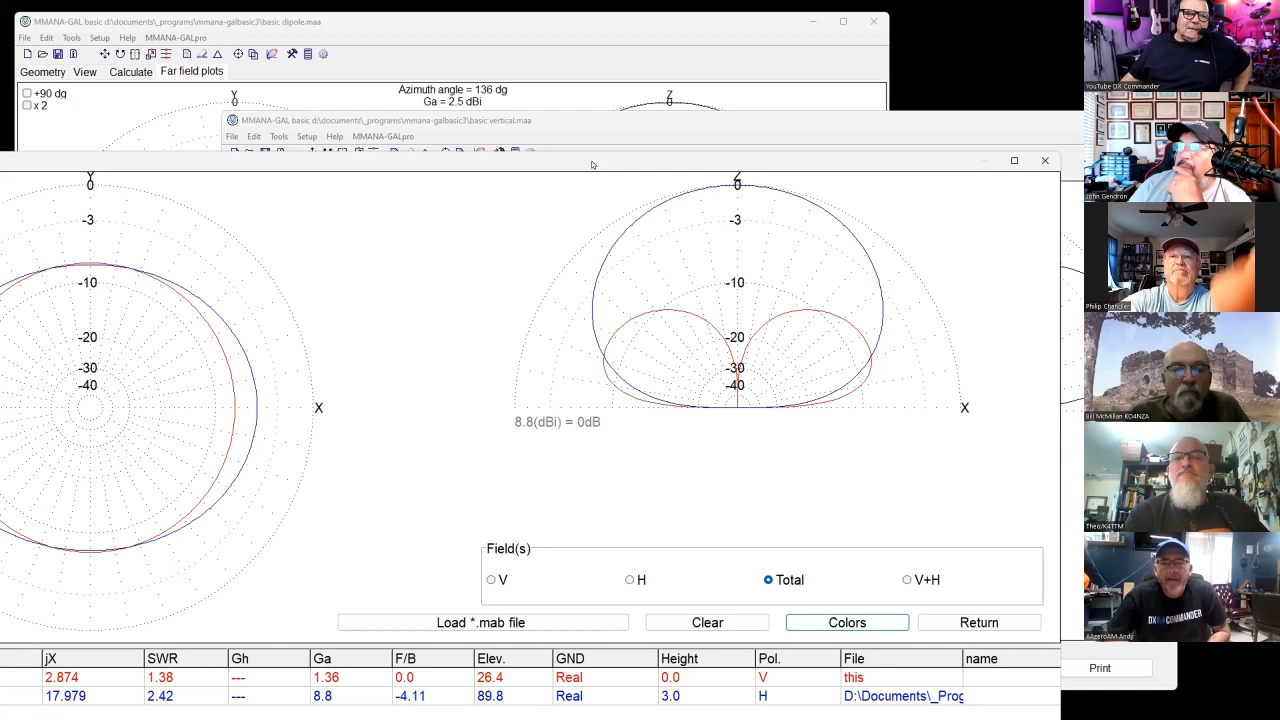 MMANA-GAL basic d:\documents\_programs\mmana-galbasic3\basic dipole.maa
File Edit Tools Setup Help MMANA-GALpro
Geometry View Calculate Far field plots
+90 dg
x 2
Y
0
Azimuth angle = 136 dg
Ga = 2.5 dBi
Z
0
MMANA-GAL basic d:\documents\_programs\mmana-galbasic3\basic vertical.maa
File Edit Tools Setup Help MMANA-GALpro
Y
0
-3
-10
-20
-30
-40
X
Z
0
-3
-10
-20
-30
-40
X
8.8(dBi) = 0dB
Field(s)
V H Total V+H
Load *.mab file Clear Colors Return
jX SWR Gh Ga F/B Elev. GND Height Pol. File name
2.874 1.38 --- 1.36 0.0 26.4 Real 0.0 V this
17.979 2.42 --- 8.8 -4.11 89.8 Real 3.0 H D:\Documents\_Prog
Print
YouTube DX Commander
John Gendron
Philip Chandler
Bill McMillan KO4NZA
Theo/K4TTM
DX COMMANDER
AAzeroAM Andy